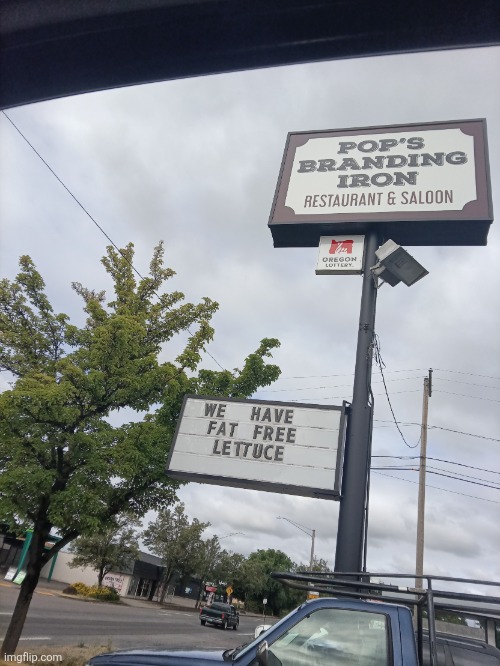 POP'S
BRANDING
IRON
RESTAURANT & SALOON
OREGON
LOTTERY
WE HAVE
FAT FREE
LETTUCE
imgflip.com